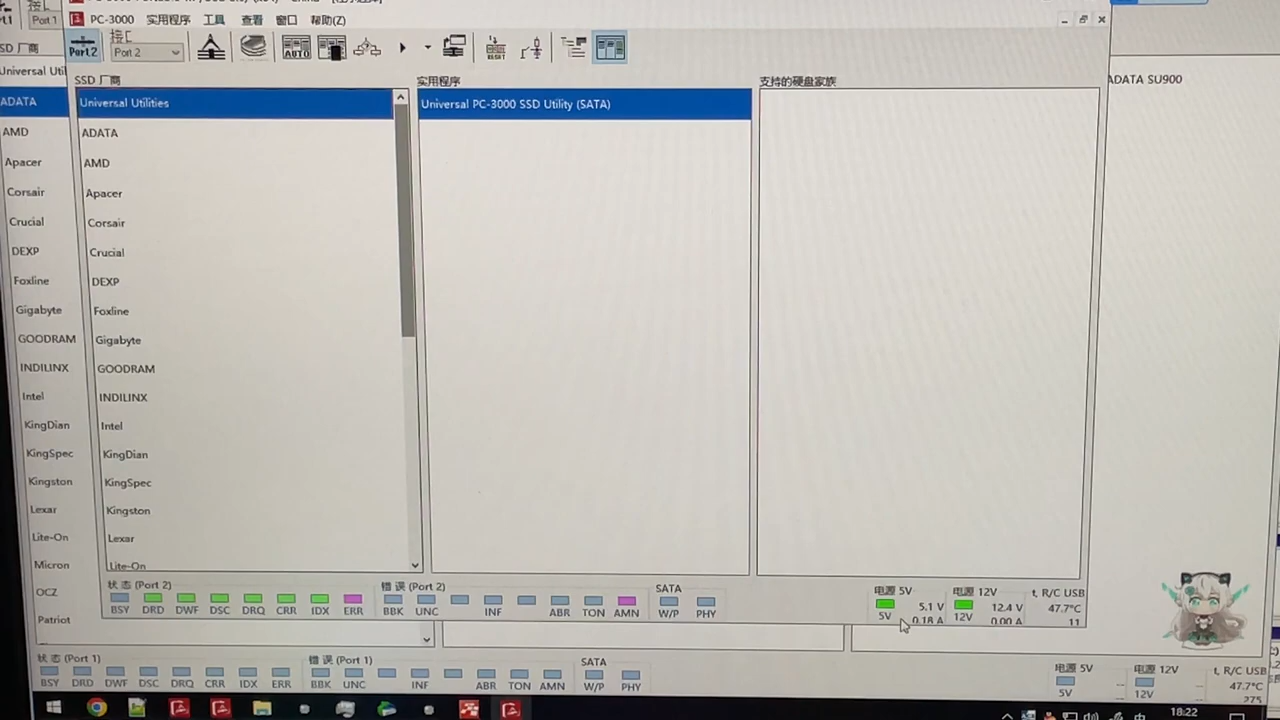 PC-3000 实用程序 工具 查看 窗口 帮助(Z)
Port 1
Port2
Port 2
AUTO
SSD 厂商
实用程序
支持的硬盘家族
Universal Utilities
ADATA
AMD
Apacer
Corsair
Crucial
DEXP
Foxline
Gigabyte
GOODRAM
INDILINX
Intel
KingDian
KingSpec
Kingston
Lexar
Lite-On
Universal PC-3000 SSD Utility (SATA)
状态 (Port 2)
BSY DRD DWF DSC DRQ CRR IDX ERR
错误 (Port 2)
BBK UNC INF ABR TON AMN
SATA
W/P PHY
电源 5V
5.1 V
5V
0.18 A
电源 12V
12.4 V
12V
0.00 A
t, R/C USB
47.7°C
11
SD 厂商
Universal Util
ADATA
AMD
Apacer
Corsair
Crucial
DEXP
Foxline
Gigabyte
GOODRAM
INDILINX
Intel
KingDian
KingSpec
Kingston
Lexar
Lite-On
Micron
OCZ
Patriot
ADATA SU900
状态 (Port 1)
BSY DRD DWF DSC DRQ CRR IDX ERR
错误 (Port 1)
BBK UNC INF ABR TON AMN
SATA
W/P PHY
电源 5V
5V
电源 12V
12V
t, R/C USB
47.7°C
275
中
18:22